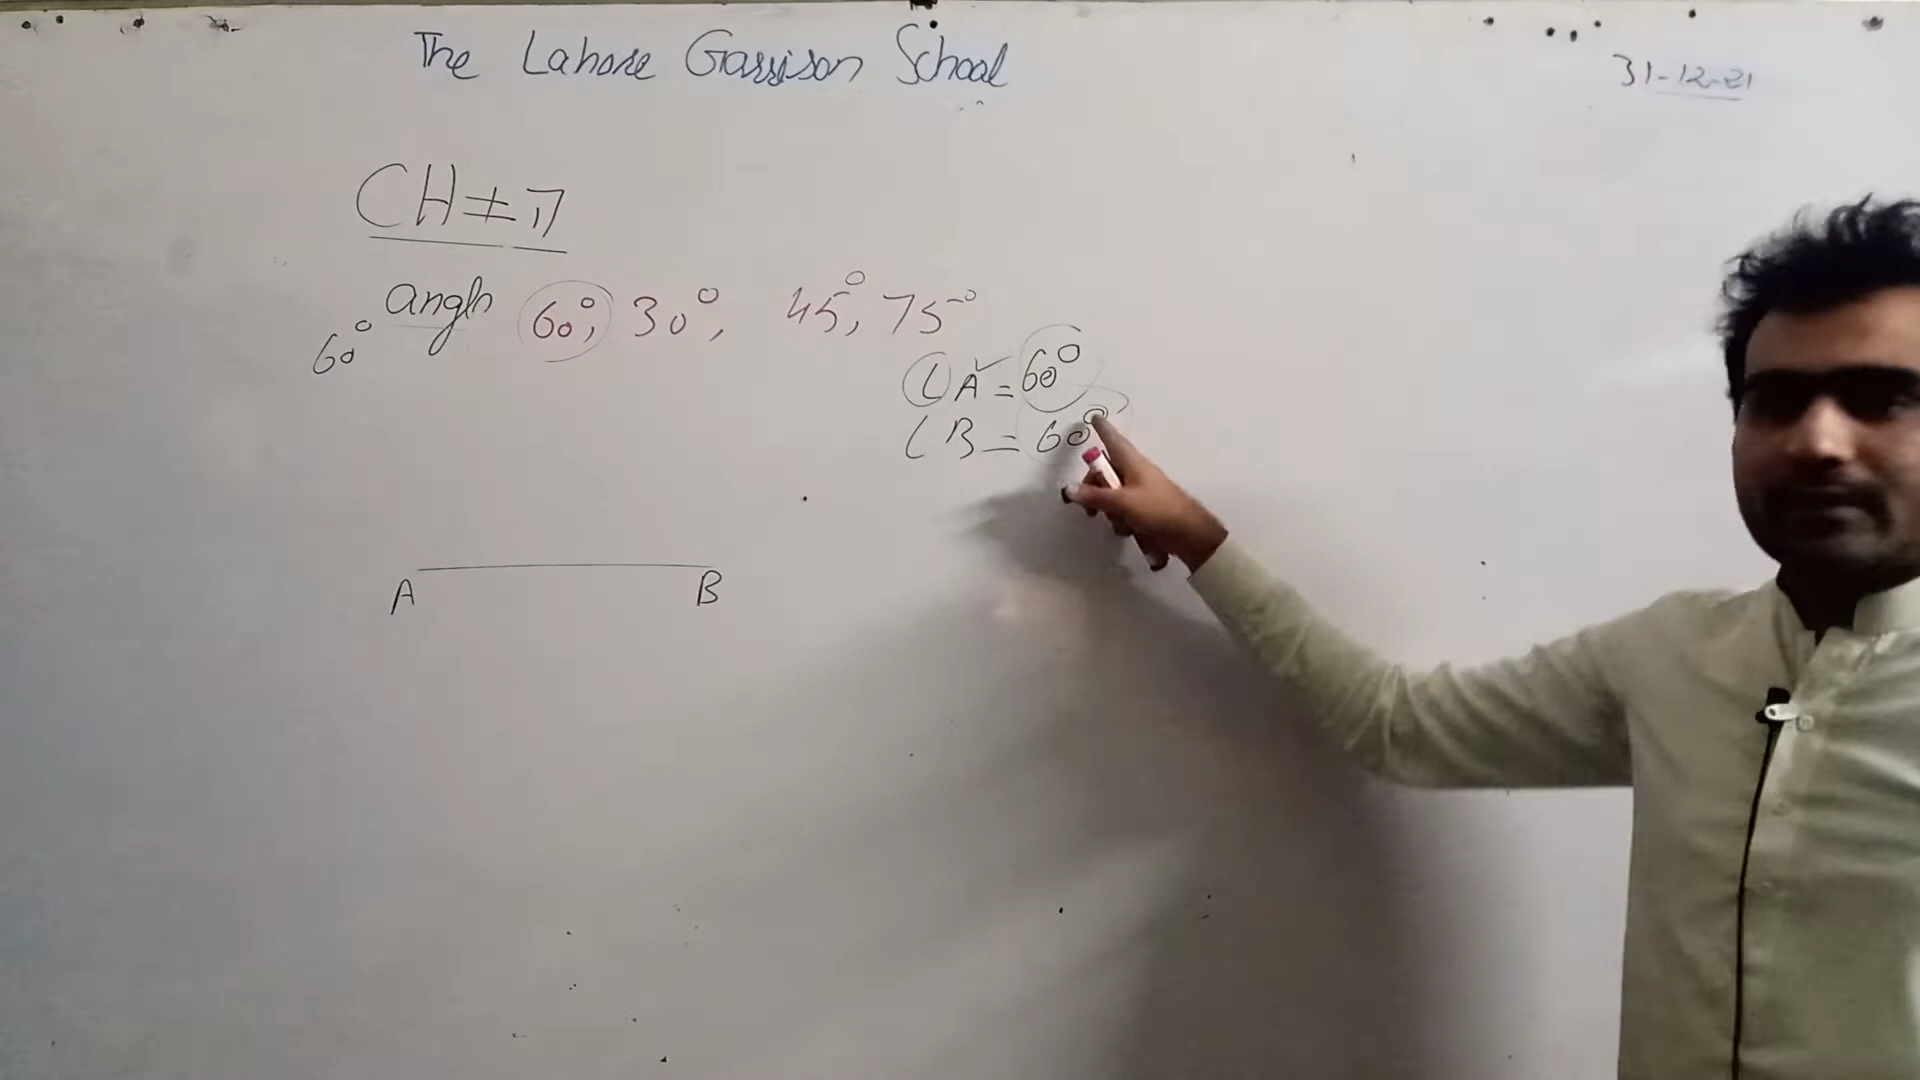 The Lahore Garrison School
31-12-21
CH # 17
angle 60°, 30°, 45°, 75°
60°
∠A = 60°
∠B = 60°
A B